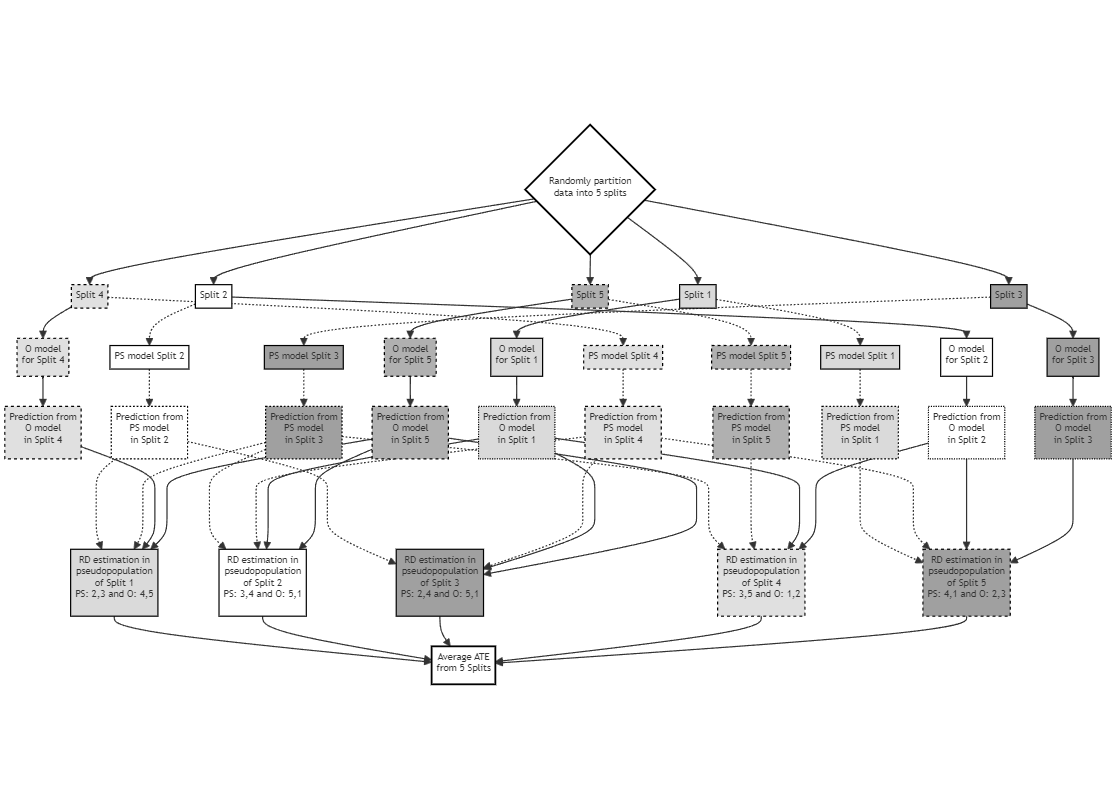 Randomly partition
data into 5 splits
Split 4
Split 2
Split 5
Split 1
Split 3
O model
for Split 4
PS model Split 2
PS model Split 3
O model
for Split 5
O model
for Split 1
PS model Split 4
PS model Split 5
PS model Split 1
O model
for Split 2
O model
for Split 3
Prediction from
O model
in Split 4
Prediction from
PS model
in Split 2
Prediction from
PS model
in Split 3
Prediction from
O model
in Split 5
Prediction from
O model
in Split 1
Prediction from
PS model
in Split 4
Prediction from
PS model
in Split 5
Prediction from
PS model
in Split 1
Prediction from
O model
in Split 2
Prediction from
O model
in Split 3
RD estimation in
pseudopopulation
of Split 1
PS: 2,3 and O: 4,5
RD estimation in
pseudopopulation
of Split 2
PS: 3,4 and O: 5,1
RD estimation in
pseudopopulation
of Split 3
PS: 2,4 and O: 5,1
RD estimation in
pseudopopulation
of Split 4
PS: 3,5 and O: 1,2
RD estimation in
pseudopopulation
of Split 5
PS: 4,1 and O: 2,3
Average ATE
from 5 Splits